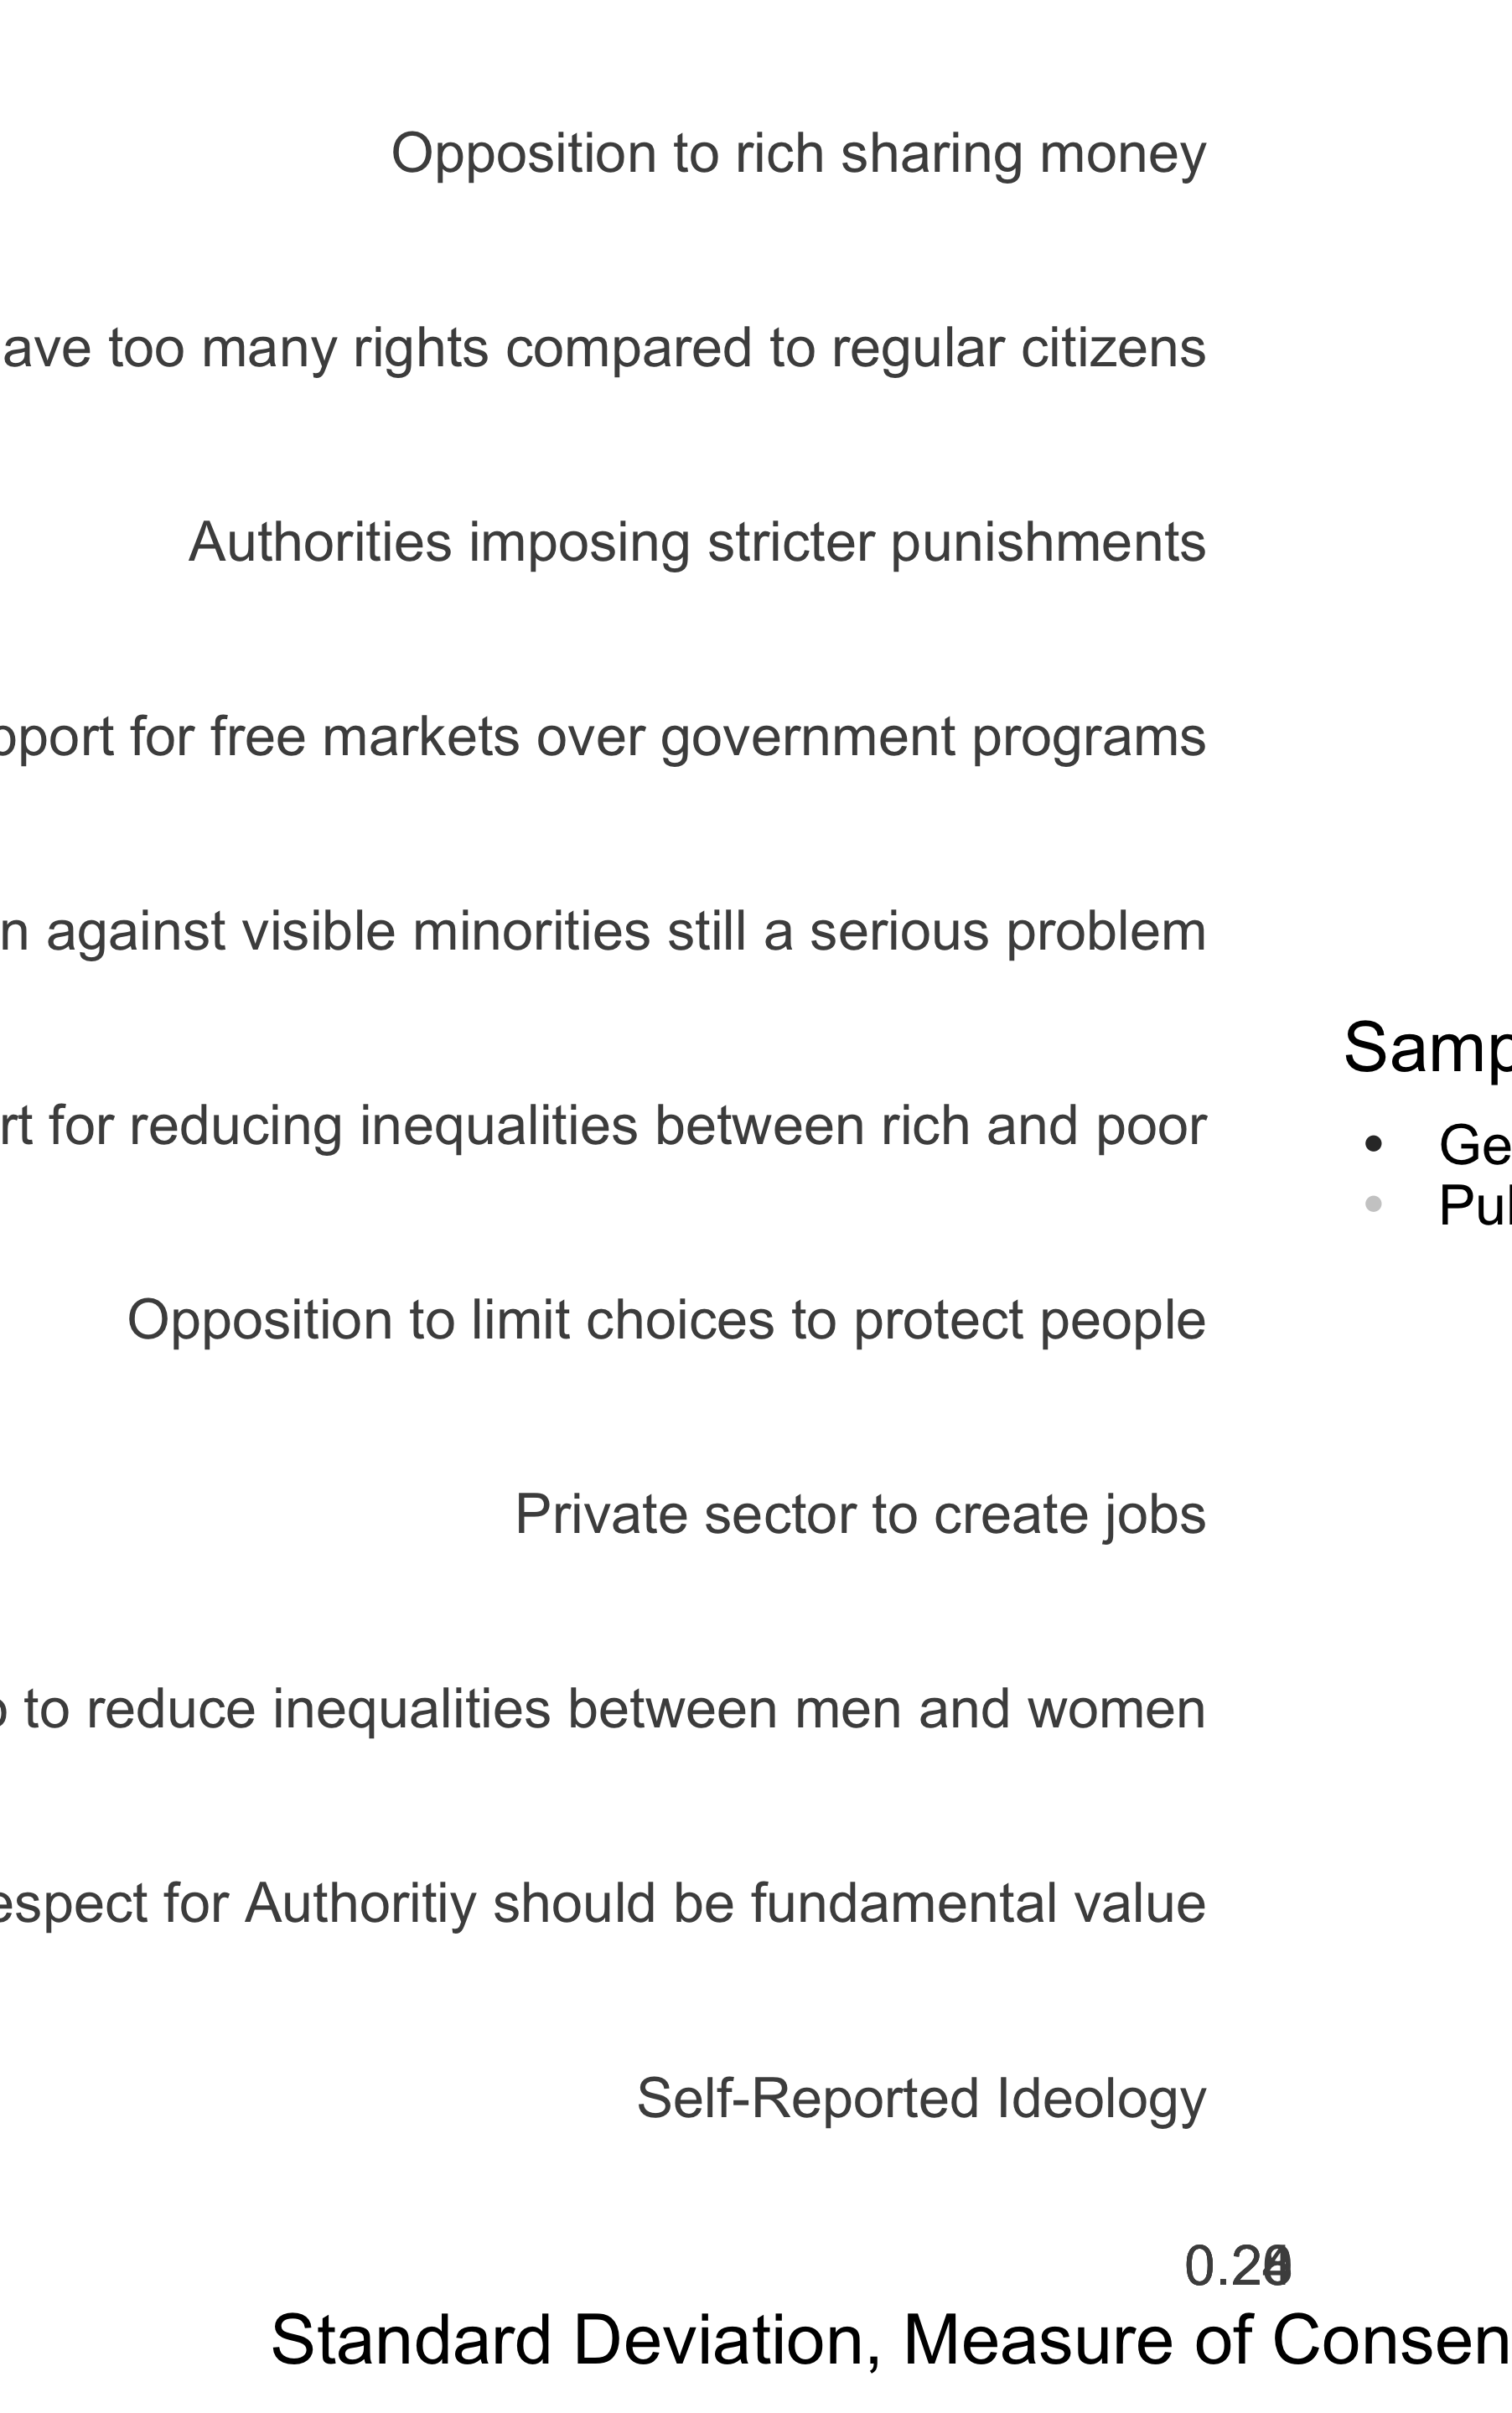 Opposition to rich sharing money
ave too many rights compared to regular citizens
Authorities imposing stricter punishments
pport for free markets over government programs
n against visible minorities still a serious problem
Samp
rt for reducing inequalities between rich and poor
Ge
Pul
Opposition to limit choices to protect people
Private sector to create jobs
to reduce inequalities between men and women
espect for Authoritiy should be fundamental value
Self-Reported Ideology
Standard Deviation, Measure of Consen